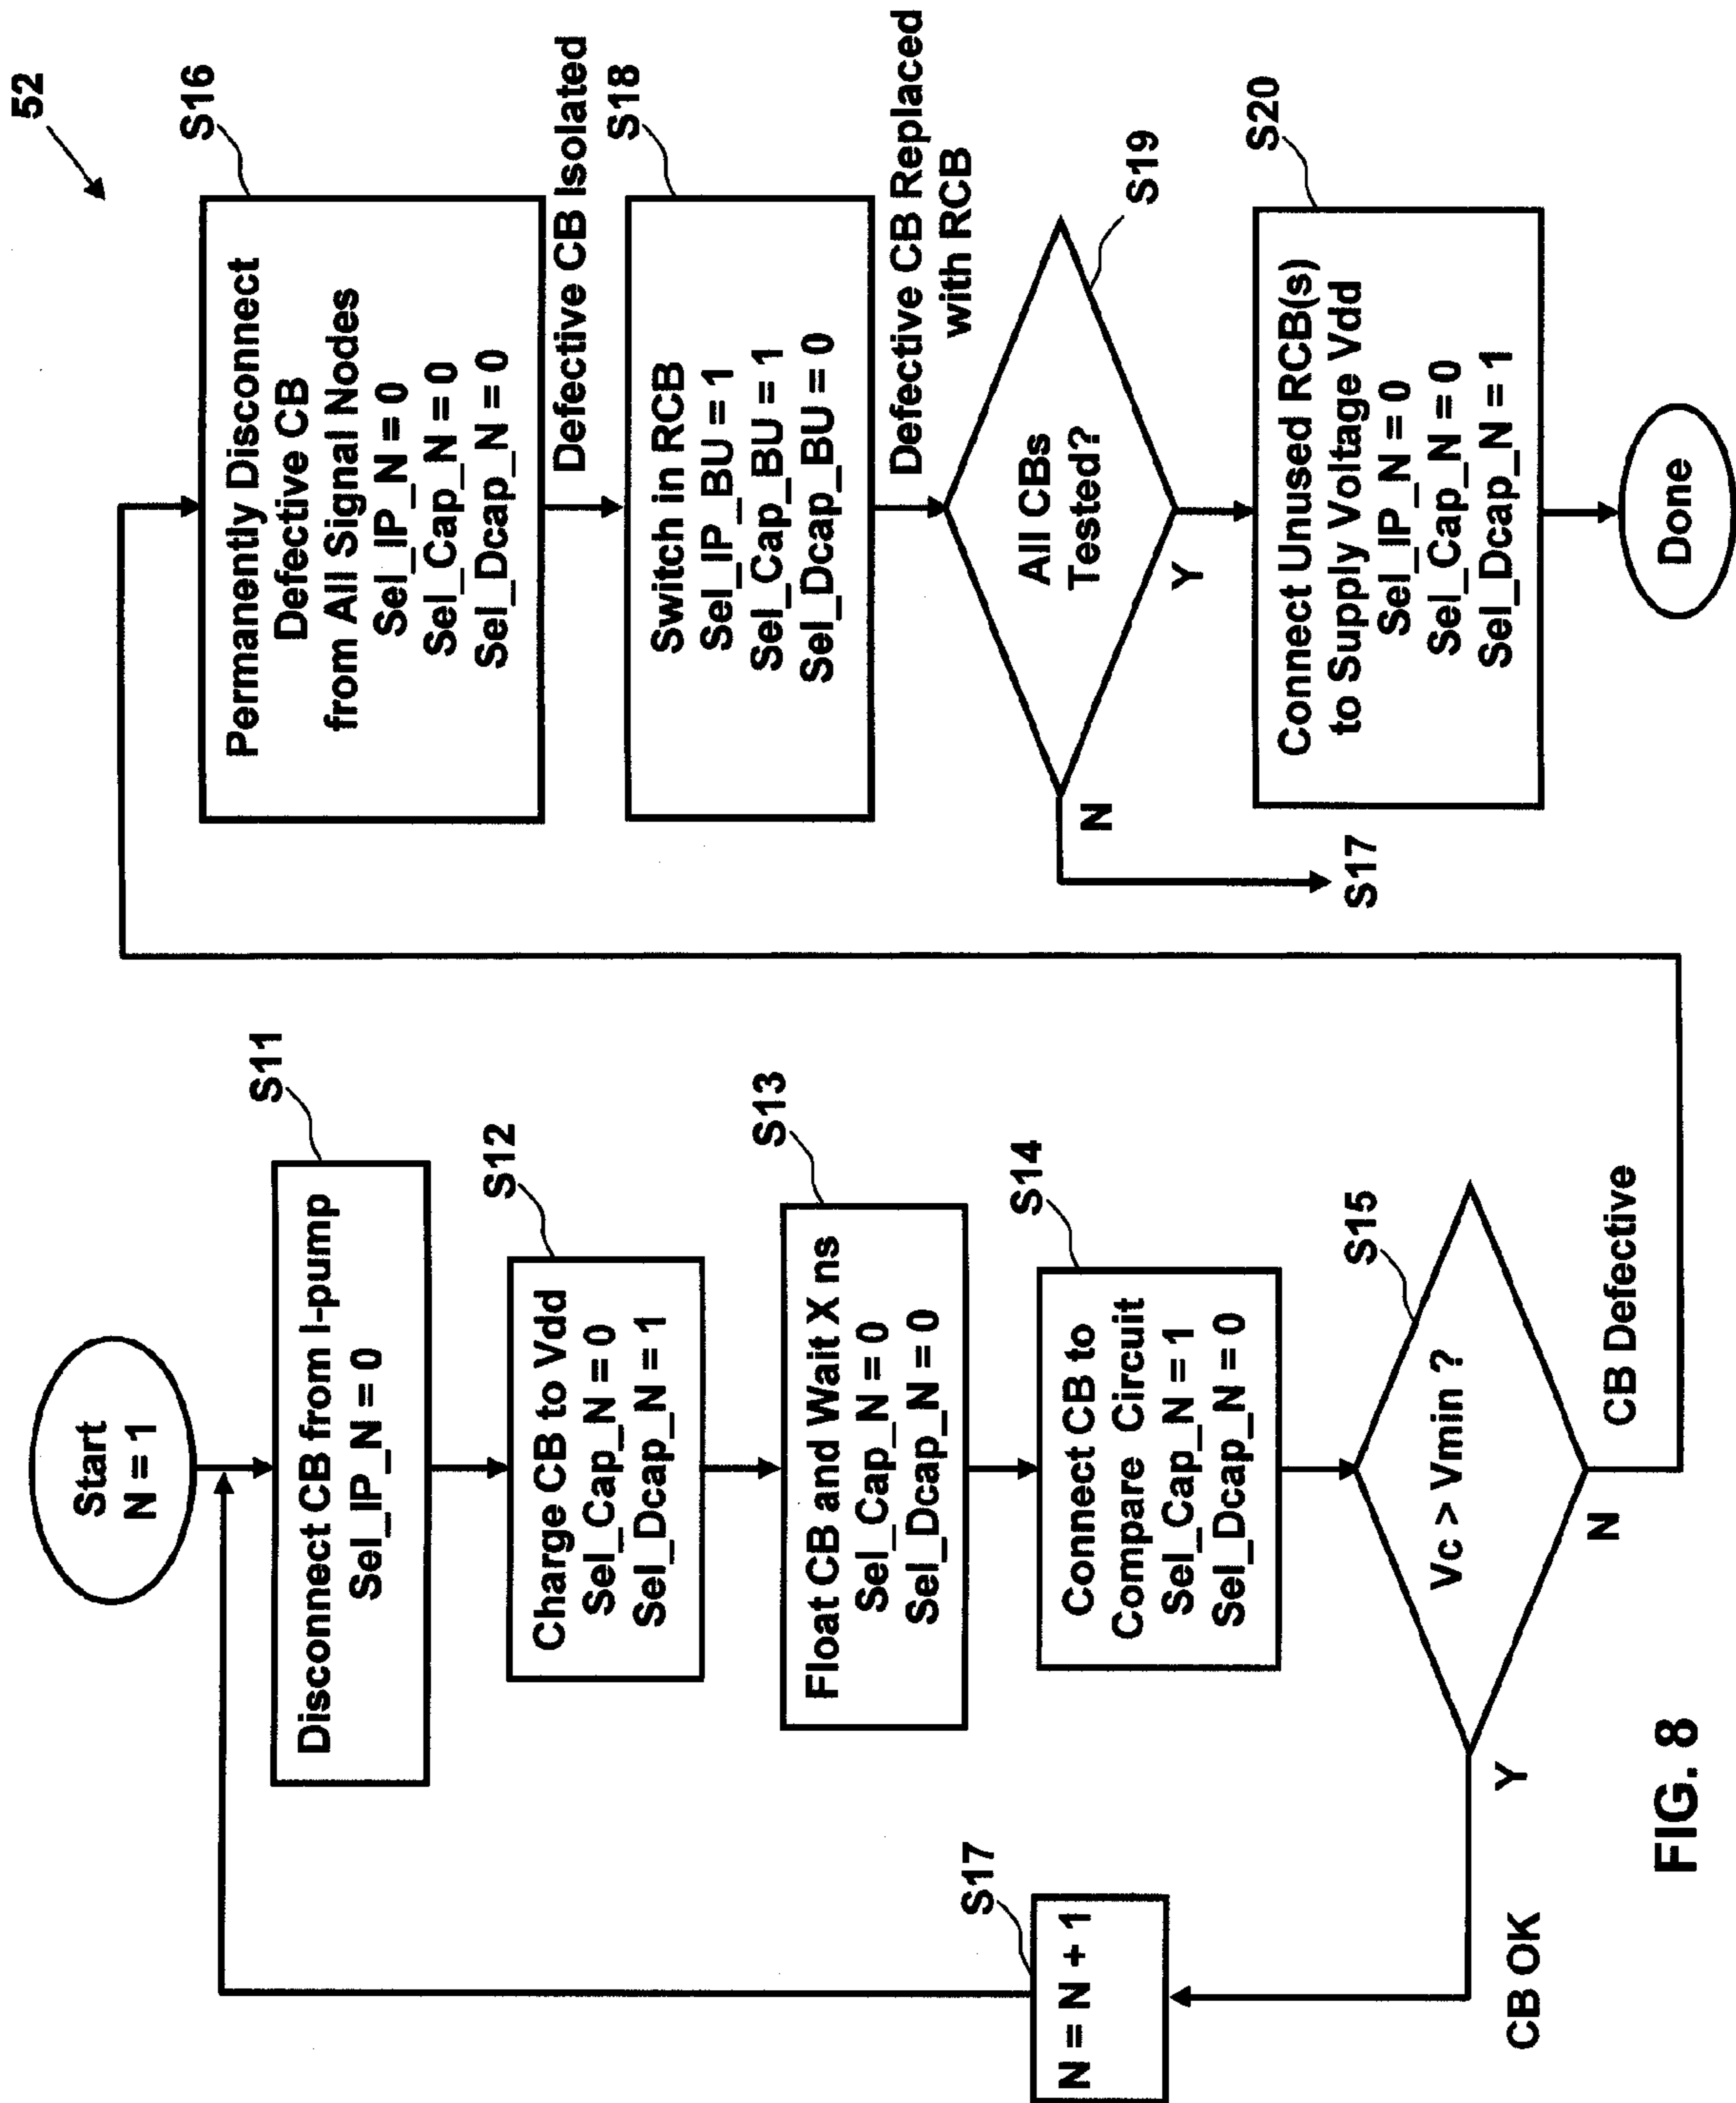 52
Start
N = 1
S11
Disconnect CB from I-pump
Sel_IP_N = 0
S12
Charge CB to Vdd
Sel_Cap_N = 0
Sel_Dcap_N = 1
S13
Float CB and Wait X ns
Sel_Cap_N = 0
Sel_Dcap_N = 0
S14
Connect CB to
Compare Circuit
Sel_Cap_N = 1
Sel_Dcap_N = 0
S15
Vc > Vmin ?
Y
N
CB OK
CB Defective
S17
N = N + 1
S16
Permanently Disconnect
Defective CB
from All Signal Nodes
Sel_IP_N = 0
Sel_Cap_N = 0
Sel_Dcap_N = 0
Defective CB Isolated
S18
Switch in RCB
Sel_IP_BU = 1
Sel_Cap_BU = 1
Sel_Dcap_BU = 0
Defective CB Replaced
with RCB
S19
All CBs
Tested?
N
Y
S17
S20
Connect Unused RCB(s)
to Supply Voltage Vdd
Sel_IP_N = 0
Sel_Cap_N = 0
Sel_Dcap_N = 1
Done
FIG. 8